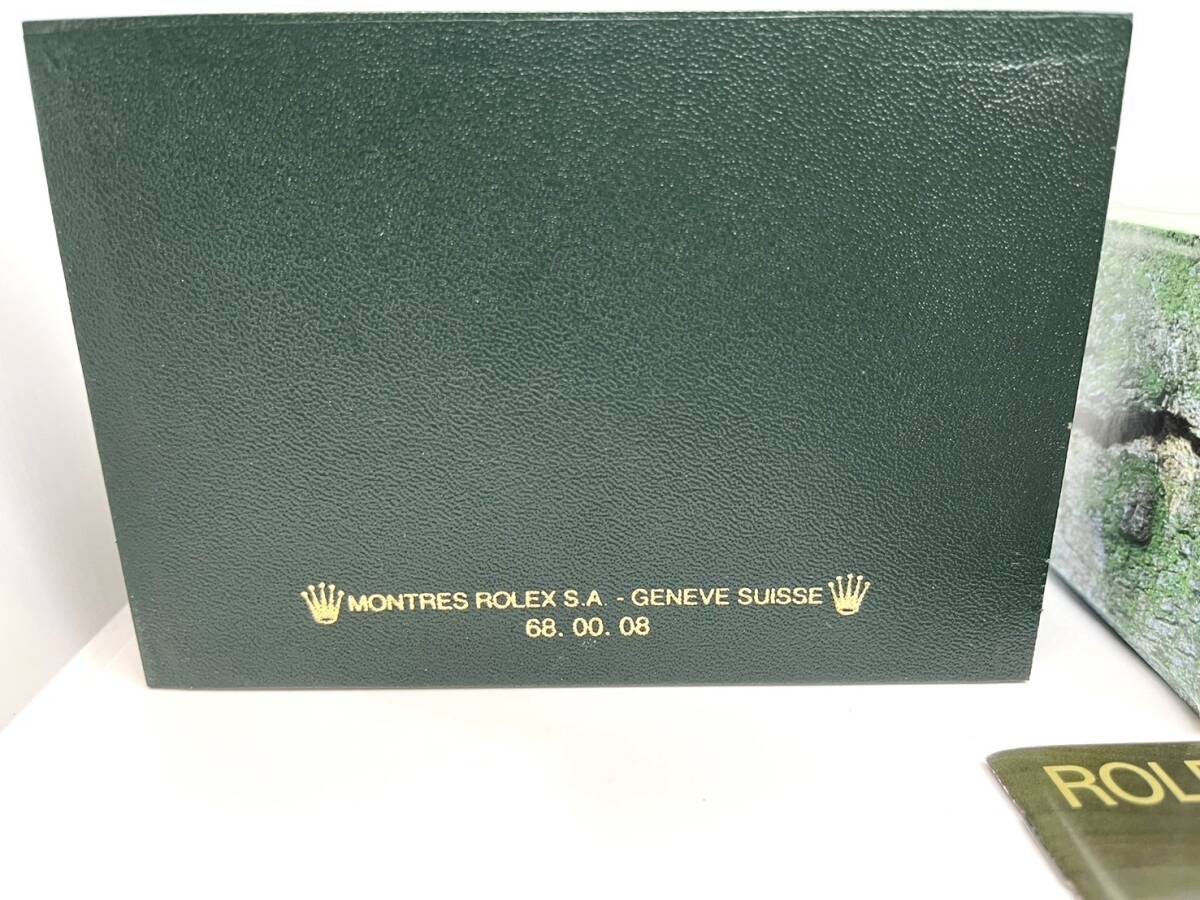 MONTRES ROLEX S.A. - GENEVE SUISSE
68. 00. 08